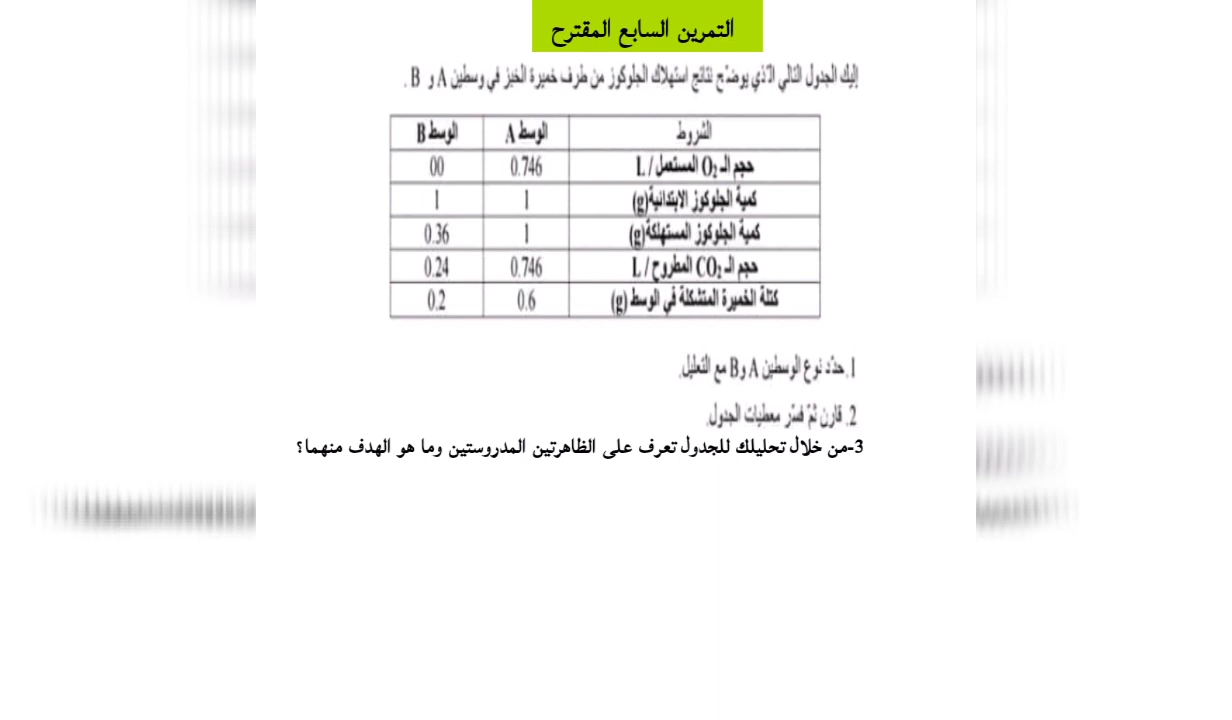 التمرين السابع المقترح
إليك الجدول التالي الذي يوضّح نتائج استهلاك الجلوكوز من طرف خميرة الخبز في وسطين A و B .
الشروط الوسط A الوسط B
حجم الـ O₂ المستعمل / L 0.746 00
كمية الجلوكوز الابتدائية(g) 1 1
كمية الجلوكوز المستهلكة(g) 1 0.36
حجم الـ CO₂ المطروح / L 0.746 0.24
كتلة الخميرة المتشكلة في الوسط (g) 0.6 0.2
1.حدّد نوع الوسطين A وB مع التعليل.
2. قارن ثمّ فسّر معطيات الجدول.
3-من خلال تحليلك للجدول تعرف على الظاهرتين المدروستين وما هو الهدف منهما؟